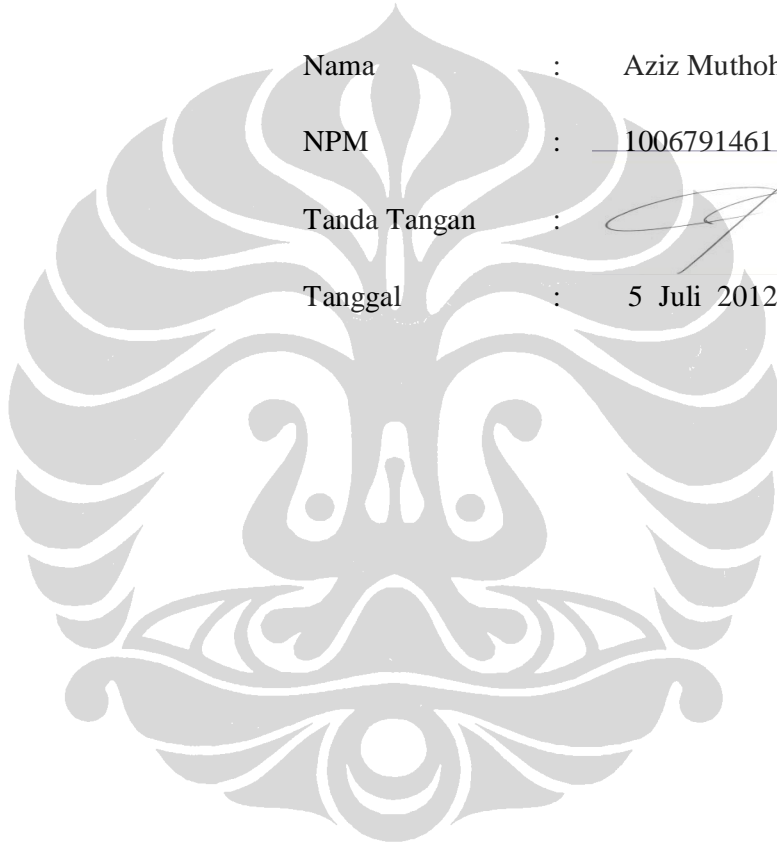 Nama : Aziz Muthoh
NPM : 1006791461
Tanda Tangan :
Tanggal : 5 Juli 2012